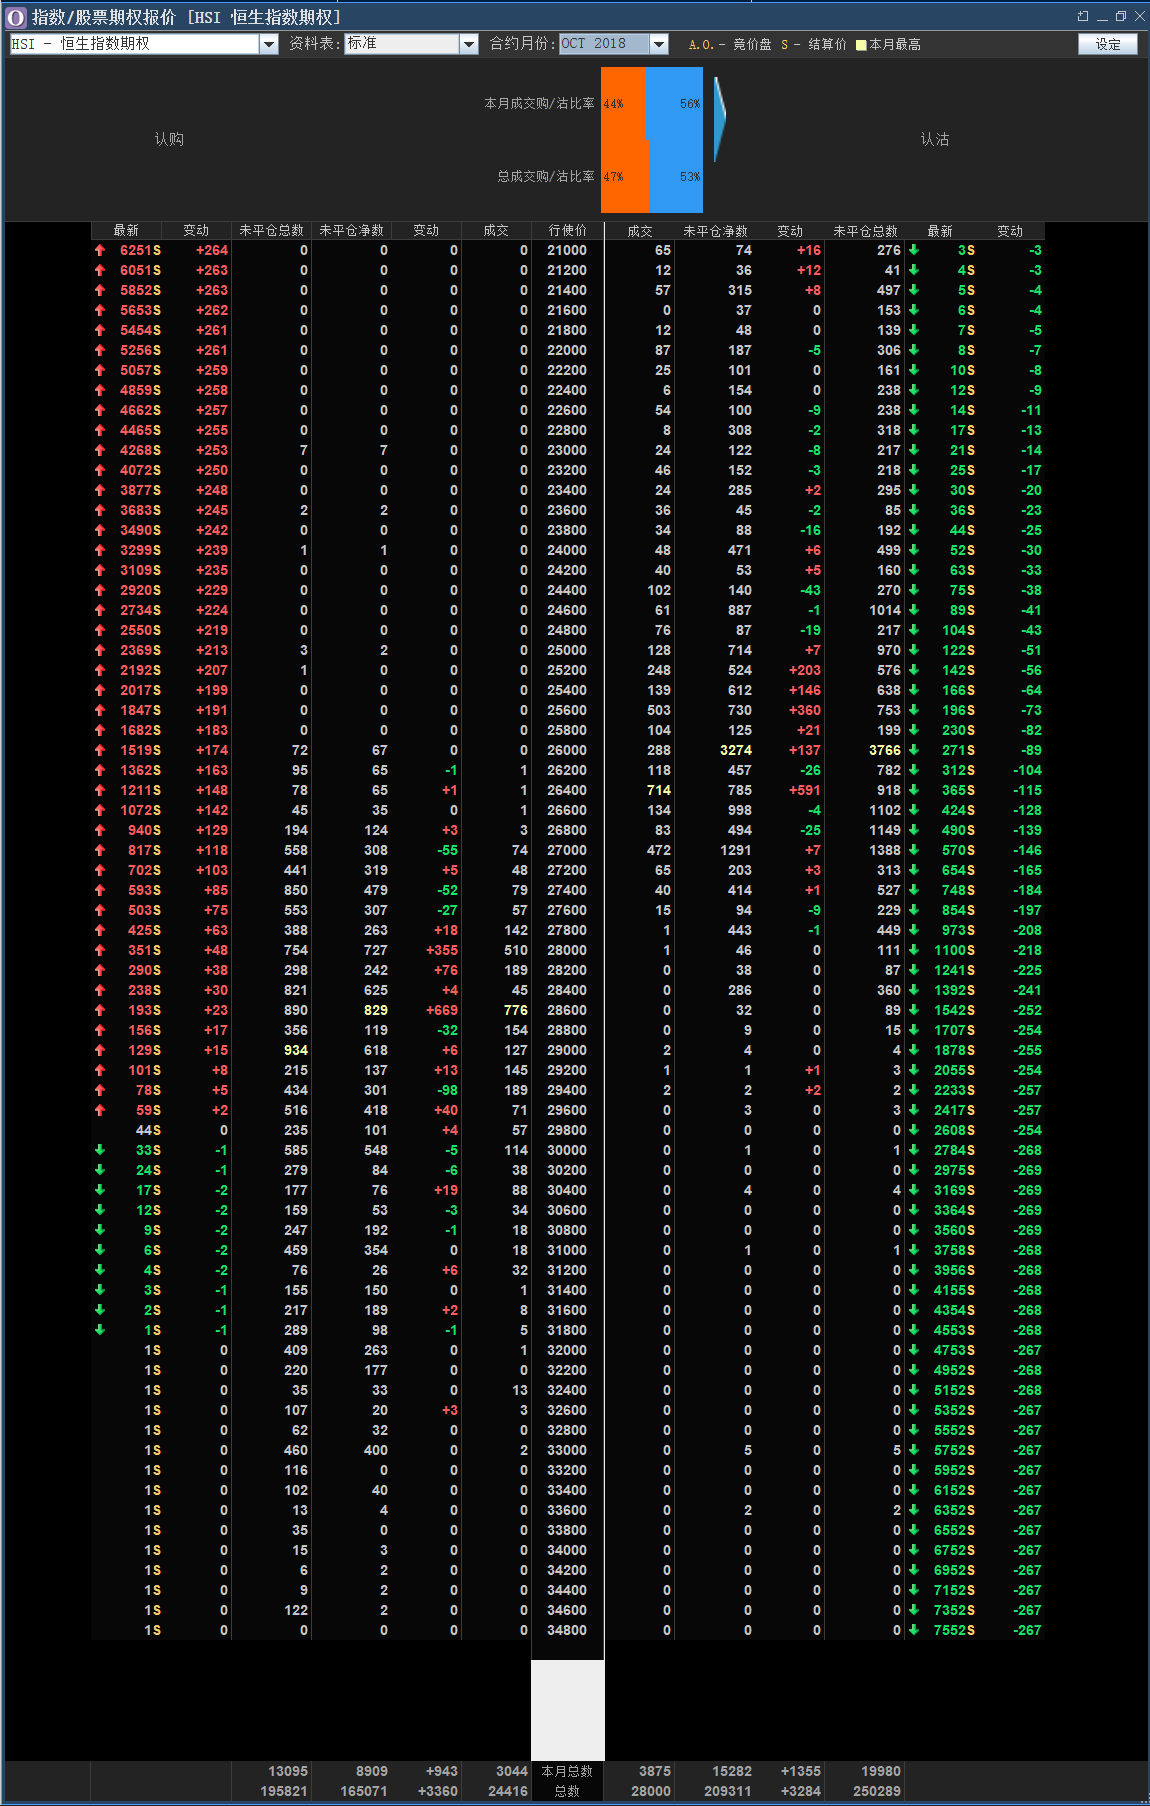 指数/股票期权报价 [HSI 恒生指数期权]
HSI - 恒生指数期权 资料表: 标准 合约月份: OCT 2018 A.O. - 竞价盘 S - 结算价 本月最高 设定
本月成交购/沽比率 44% 56%
认购 认沽
总成交购/沽比率 47% 53%
最新 变动 未平仓总数 未平仓净数 变动 成交 行使价 成交 未平仓净数 变动 未平仓总数 最新 变动
6251S +264 0 0 0 0 21000 65 74 +16 276 3S -3
6051S +263 0 0 0 0 21200 12 36 +12 41 4S -3
5852S +263 0 0 0 0 21400 57 315 +8 497 5S -4
5653S +262 0 0 0 0 21600 0 37 0 153 6S -4
5454S +261 0 0 0 0 21800 12 48 0 139 7S -5
5256S +261 0 0 0 0 22000 87 187 -5 306 8S -7
5057S +259 0 0 0 0 22200 25 101 0 161 10S -8
4859S +258 0 0 0 0 22400 6 154 0 238 12S -9
4662S +257 0 0 0 0 22600 54 100 -9 238 14S -11
4465S +255 0 0 0 0 22800 8 308 -2 318 17S -13
4268S +253 7 7 0 0 23000 24 122 -8 217 21S -14
4072S +250 0 0 0 0 23200 46 152 -3 218 25S -17
3877S +248 0 0 0 0 23400 24 285 +2 295 30S -20
3683S +245 2 2 0 0 23600 36 45 -2 85 36S -23
3490S +242 0 0 0 0 23800 34 88 -16 192 44S -25
3299S +239 1 1 0 0 24000 48 471 +6 499 52S -30
3109S +235 0 0 0 0 24200 40 53 +5 160 63S -33
2920S +229 0 0 0 0 24400 102 140 -43 270 75S -38
2734S +224 0 0 0 0 24600 61 887 -1 1014 89S -41
2550S +219 0 0 0 0 24800 76 87 -19 217 104S -43
2369S +213 3 2 0 0 25000 128 714 +7 970 122S -51
2192S +207 1 0 0 0 25200 248 524 +203 576 142S -56
2017S +199 0 0 0 0 25400 139 612 +146 638 166S -64
1847S +191 0 0 0 0 25600 503 730 +360 753 196S -73
1682S +183 0 0 0 0 25800 104 125 +21 199 230S -82
1519S +174 72 67 0 0 26000 288 3274 +137 3766 271S -89
1362S +163 95 65 -1 1 26200 118 457 -26 782 312S -104
1211S +148 78 65 +1 1 26400 714 785 +591 918 365S -115
1072S +142 45 35 0 1 26600 134 998 -4 1102 424S -128
940S +129 194 124 +3 3 26800 83 494 -25 1149 490S -139
817S +118 558 308 -55 74 27000 472 1291 +7 1388 570S -146
702S +103 441 319 +5 48 27200 65 203 +3 313 654S -165
593S +85 850 479 -52 79 27400 40 414 +1 527 748S -184
503S +75 553 307 -27 57 27600 15 94 -9 229 854S -197
425S +63 388 263 +18 142 27800 1 443 -1 449 973S -208
351S +48 754 727 +355 510 28000 1 46 0 111 1100S -218
290S +38 298 242 +76 189 28200 0 38 0 87 1241S -225
238S +30 821 625 +4 45 28400 0 286 0 360 1392S -241
193S +23 890 829 +669 776 28600 0 32 0 89 1542S -252
156S +17 356 119 -32 154 28800 0 9 0 15 1707S -254
129S +15 934 618 +6 127 29000 2 4 0 4 1878S -255
101S +8 215 137 +13 145 29200 1 1 +1 3 2055S -254
78S +5 434 301 -98 189 29400 2 2 +2 2 2233S -257
59S +2 516 418 +40 71 29600 0 3 0 3 2417S -257
44S 0 235 101 +4 57 29800 0 0 0 0 2608S -254
33S -1 585 548 -5 114 30000 0 1 0 1 2784S -268
24S -1 279 84 -6 38 30200 0 0 0 0 2975S -269
17S -2 177 76 +19 88 30400 0 4 0 4 3169S -269
12S -2 159 53 -3 34 30600 0 0 0 0 3364S -269
9S -2 247 192 -1 18 30800 0 0 0 0 3560S -269
6S -2 459 354 0 18 31000 0 1 0 1 3758S -268
4S -2 76 26 +6 32 31200 0 0 0 0 3956S -268
3S -1 155 150 0 1 31400 0 0 0 0 4155S -268
2S -1 217 189 +2 8 31600 0 0 0 0 4354S -268
1S -1 289 98 -1 5 31800 0 0 0 0 4553S -268
1S 0 409 263 0 1 32000 0 0 0 0 4753S -267
1S 0 220 177 0 0 32200 0 0 0 0 4952S -268
1S 0 35 33 0 13 32400 0 0 0 0 5152S -268
1S 0 107 20 +3 3 32600 0 0 0 0 5352S -267
1S 0 62 32 0 0 32800 0 0 0 0 5552S -267
1S 0 460 400 0 2 33000 0 5 0 5 5752S -267
1S 0 116 0 0 0 33200 0 0 0 0 5952S -267
1S 0 102 40 0 0 33400 0 0 0 0 6152S -267
1S 0 13 4 0 0 33600 0 2 0 2 6352S -267
1S 0 35 0 0 0 33800 0 0 0 0 6552S -267
1S 0 15 3 0 0 34000 0 0 0 0 6752S -267
1S 0 6 2 0 0 34200 0 0 0 0 6952S -267
1S 0 9 2 0 0 34400 0 0 0 0 7152S -267
1S 0 122 2 0 0 34600 0 0 0 0 7352S -267
1S 0 0 0 0 0 34800 0 0 0 0 7552S -267
13095 8909 +943 3044 本月总数 3875 15282 +1355 19980
195821 165071 +3360 24416 总数 28000 209311 +3284 250289